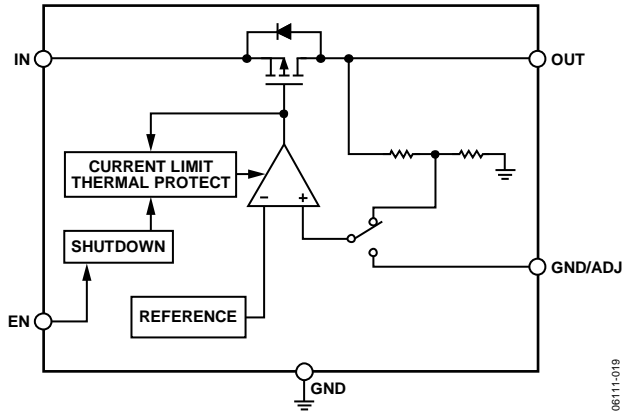 IN
OUT
CURRENT LIMIT
THERMAL PROTECT
SHUTDOWN
– +
GND/ADJ
EN
REFERENCE
GND
06111-019